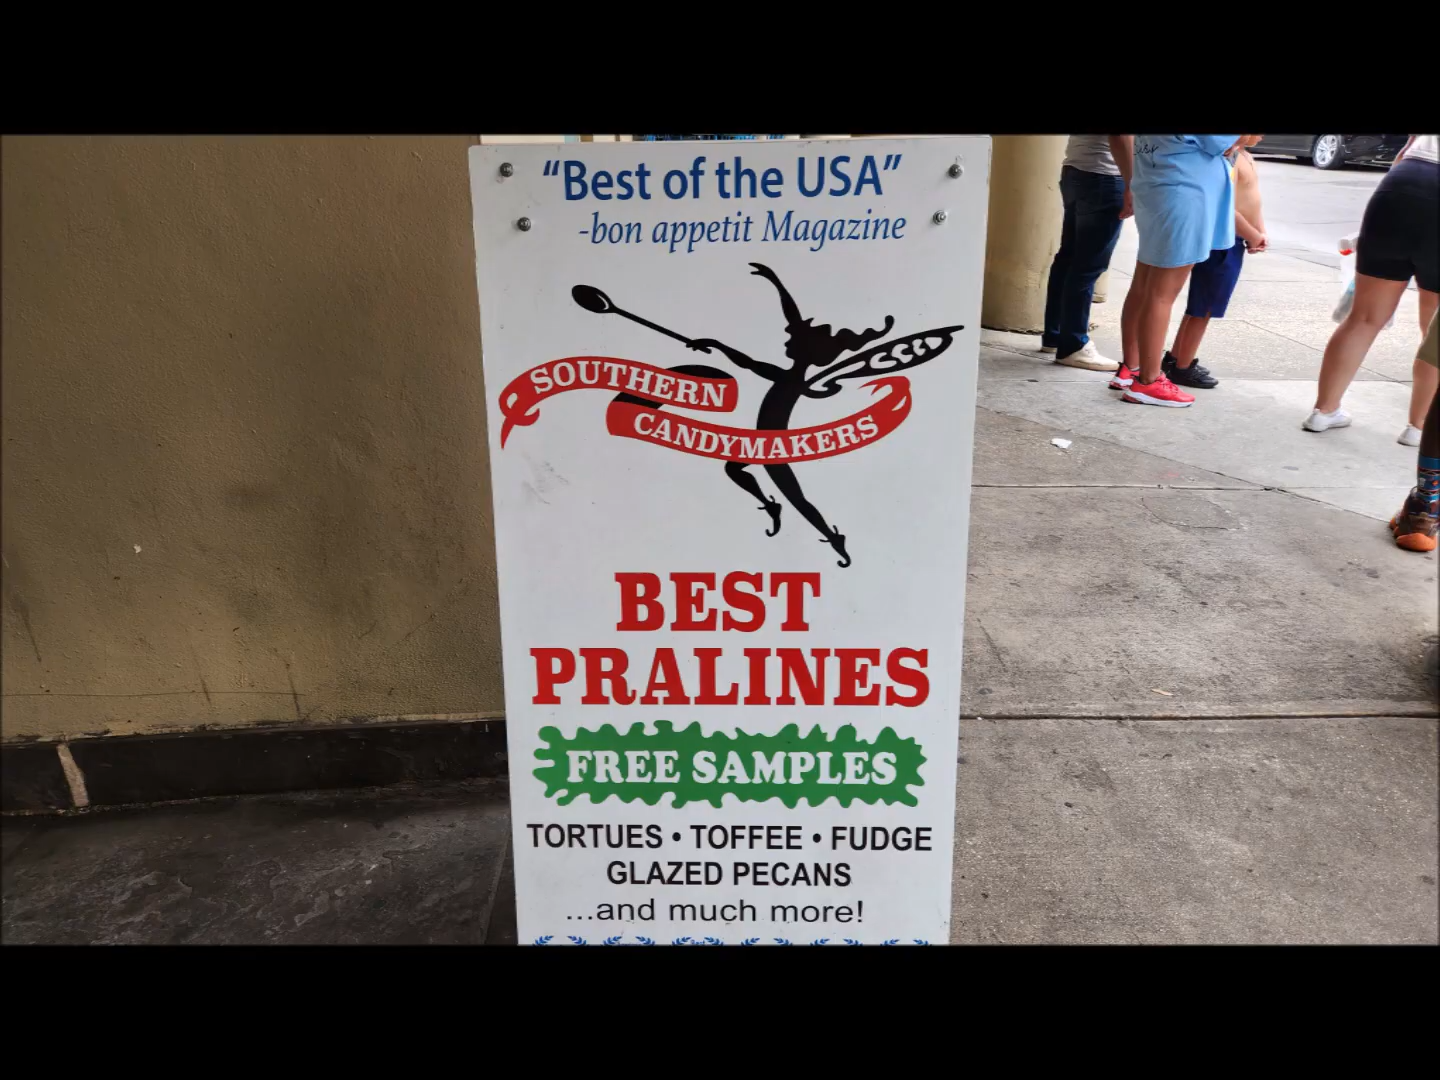 “Best of the USA”
-bon appetit Magazine
SOUTHERN
CANDYMAKERS
BEST
PRALINES
FREE SAMPLES
TORTUES • TOFFEE • FUDGE
GLAZED PECANS
...and much more!